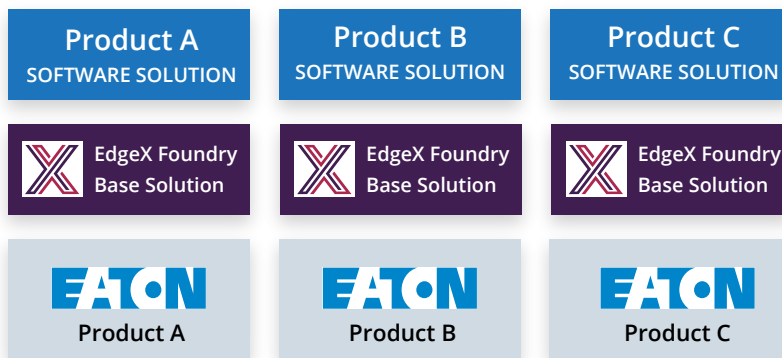 Product A
SOFTWARE SOLUTION
Product B
SOFTWARE SOLUTION
Product C
SOFTWARE SOLUTION
EdgeX Foundry
Base Solution
EdgeX Foundry
Base Solution
EdgeX Foundry
Base Solution
EATON
Product A
EATON
Product B
EATON
Product C